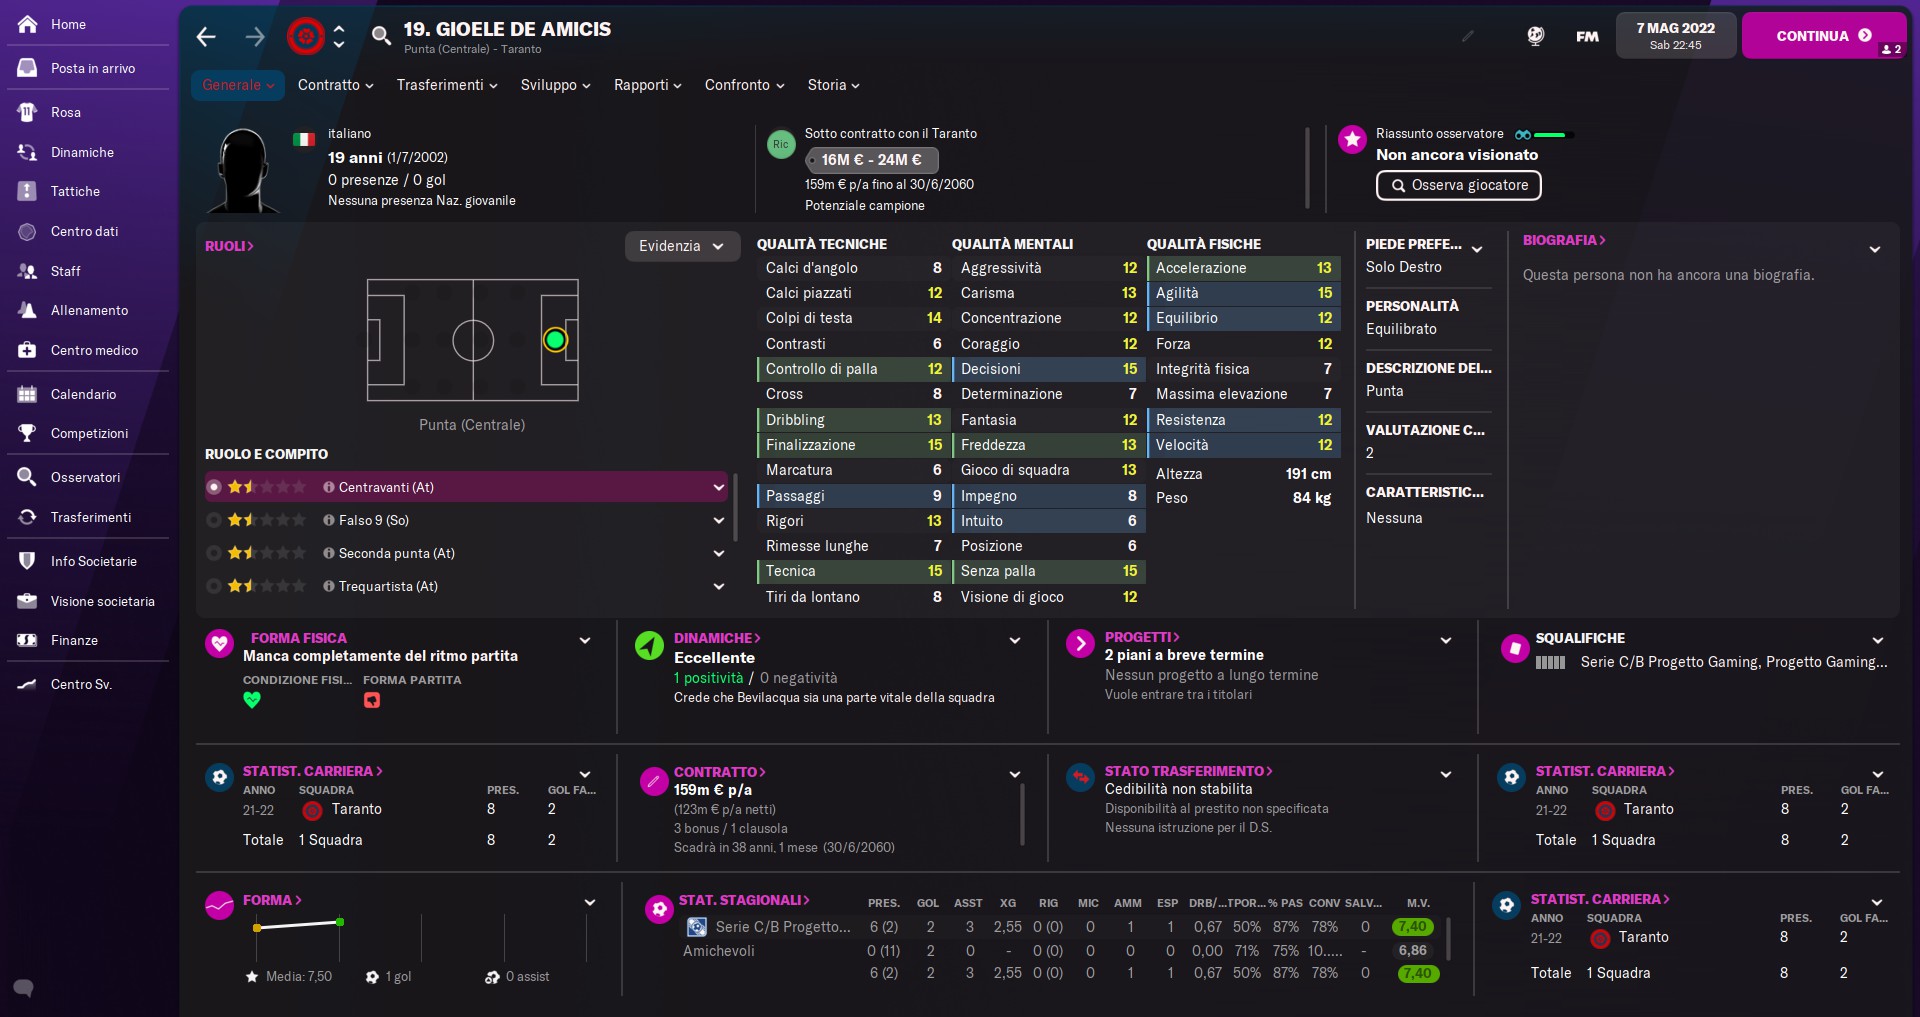 Home
Posta in arrivo
Rosa
Dinamiche
Tattiche
Centro dati
Staff
Allenamento
Centro medico
Calendario
Competizioni
Osservatori
Trasferimenti
Info Societarie
Visione societaria
Finanze
Centro Sv.
19. GIOELE DE AMICIS
Punta (Centrale) - Taranto
FM
7 MAG 2022
Sab 22:45
CONTINUA
2
Generale
Contratto
Trasferimenti
Sviluppo
Rapporti
Confronto
Storia
italiano
19 anni (1/7/2002)
0 presenze / 0 gol
Nessuna presenza Naz. giovanile
Ric
Sotto contratto con il Taranto
16M € - 24M €
159m € p/a fino al 30/6/2060
Potenziale campione
Riassunto osservatore
Non ancora visionato
Osserva giocatore
RUOLI
Evidenzia
Punta (Centrale)
RUOLO E COMPITO
Centravanti (At)
Falso 9 (So)
Seconda punta (At)
Trequartista (At)
QUALITÀ TECNICHE
Calci d'angolo 8
Calci piazzati 12
Colpi di testa 14
Contrasti 6
Controllo di palla 12
Cross 8
Dribbling 13
Finalizzazione 15
Marcatura 6
Passaggi 9
Rigori 13
Rimesse lunghe 7
Tecnica 15
Tiri da lontano 8
QUALITÀ MENTALI
Aggressività 12
Carisma 13
Concentrazione 12
Coraggio 12
Decisioni 15
Determinazione 7
Fantasia 12
Freddezza 13
Gioco di squadra 13
Impegno 8
Intuito 6
Posizione 6
Senza palla 15
Visione di gioco 12
QUALITÀ FISICHE
Accelerazione 13
Agilità 15
Equilibrio 12
Forza 12
Integrità fisica 7
Massima elevazione 7
Resistenza 12
Velocità 12
Altezza 191 cm
Peso 84 kg
PIEDE PREFE...
Solo Destro
PERSONALITÀ
Equilibrato
DESCRIZIONE DEI...
Punta
VALUTAZIONE C...
2
CARATTERISTIC...
Nessuna
BIOGRAFIA
Questa persona non ha ancora una biografia.
FORMA FISICA
Manca completamente del ritmo partita
CONDIZIONE FISI... FORMA PARTITA
DINAMICHE
Eccellente
1 positività / 0 negatività
Crede che Bevilacqua sia una parte vitale della squadra
PROGETTI
2 piani a breve termine
Nessun progetto a lungo termine
Vuole entrare tra i titolari
SQUALIFICHE
Serie C/B Progetto Gaming, Progetto Gaming...
STATIST. CARRIERA
ANNO SQUADRA PRES. GOL FA...
21-22 Taranto 8 2
Totale 1 Squadra 8 2
CONTRATTO
159m € p/a
(123m € p/a netti)
3 bonus / 1 clausola
Scadrà in 38 anni, 1 mese (30/6/2060)
STATO TRASFERIMENTO
Cedibilità non stabilita
Disponibilità al prestito non specificata
Nessuna istruzione per il D.S.
STATIST. CARRIERA
ANNO SQUADRA PRES. GOL FA...
21-22 Taranto 8 2
Totale 1 Squadra 8 2
FORMA
Media: 7,50 1 gol 0 assist
STAT. STAGIONALI PRES. GOL ASST XG RIG MIC AMM ESP DRB/...TPOR... % PAS CONV SALV... M.V.
Serie C/B Progetto... 6 (2) 2 3 2,55 0 (0) 0 1 1 0,67 50% 87% 78% 0 7,40
Amichevoli 0 (11) 2 0 - 0 (0) 0 0 0 0,00 71% 75% 10..... - 6,86
6 (2) 2 3 2,55 0 (0) 0 1 1 0,67 50% 87% 78% 0 7,40
STATIST. CARRIERA
ANNO SQUADRA PRES. GOL FA...
21-22 Taranto 8 2
Totale 1 Squadra 8 2